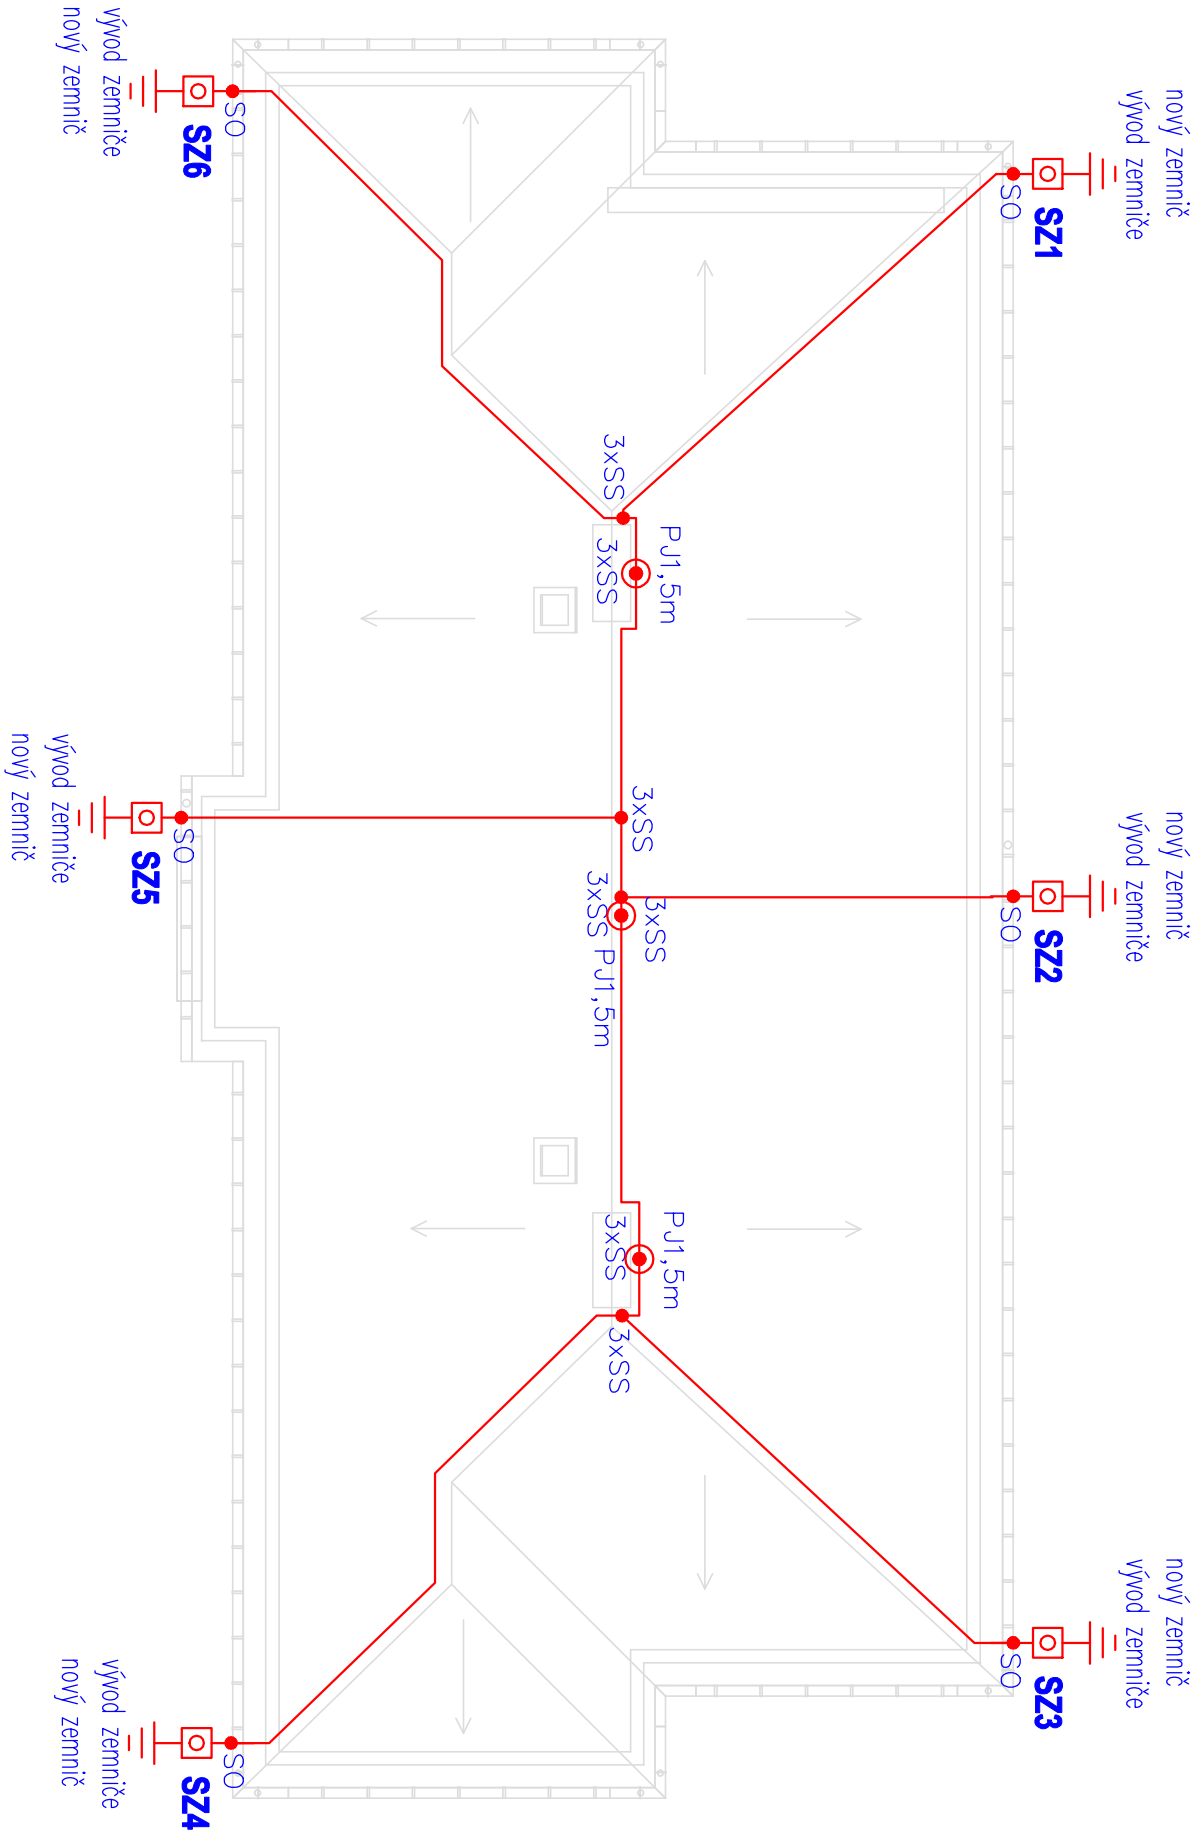 nový zemnič
vývod zemniče
SZ1
SO
nový zemnič
vývod zemniče
SZ2
SO
nový zemnič
vývod zemniče
SZ3
SO
PJ1,5m
3xSS
3xSS
3xSS
3xSS
3xSS PJ1,5m
PJ1,5m
3xSS
3xSS
SO
SZ6
vývod zemniče
nový zemnič
SO
SZ5
vývod zemniče
nový zemnič
SO
SZ4
vývod zemniče
nový zemnič